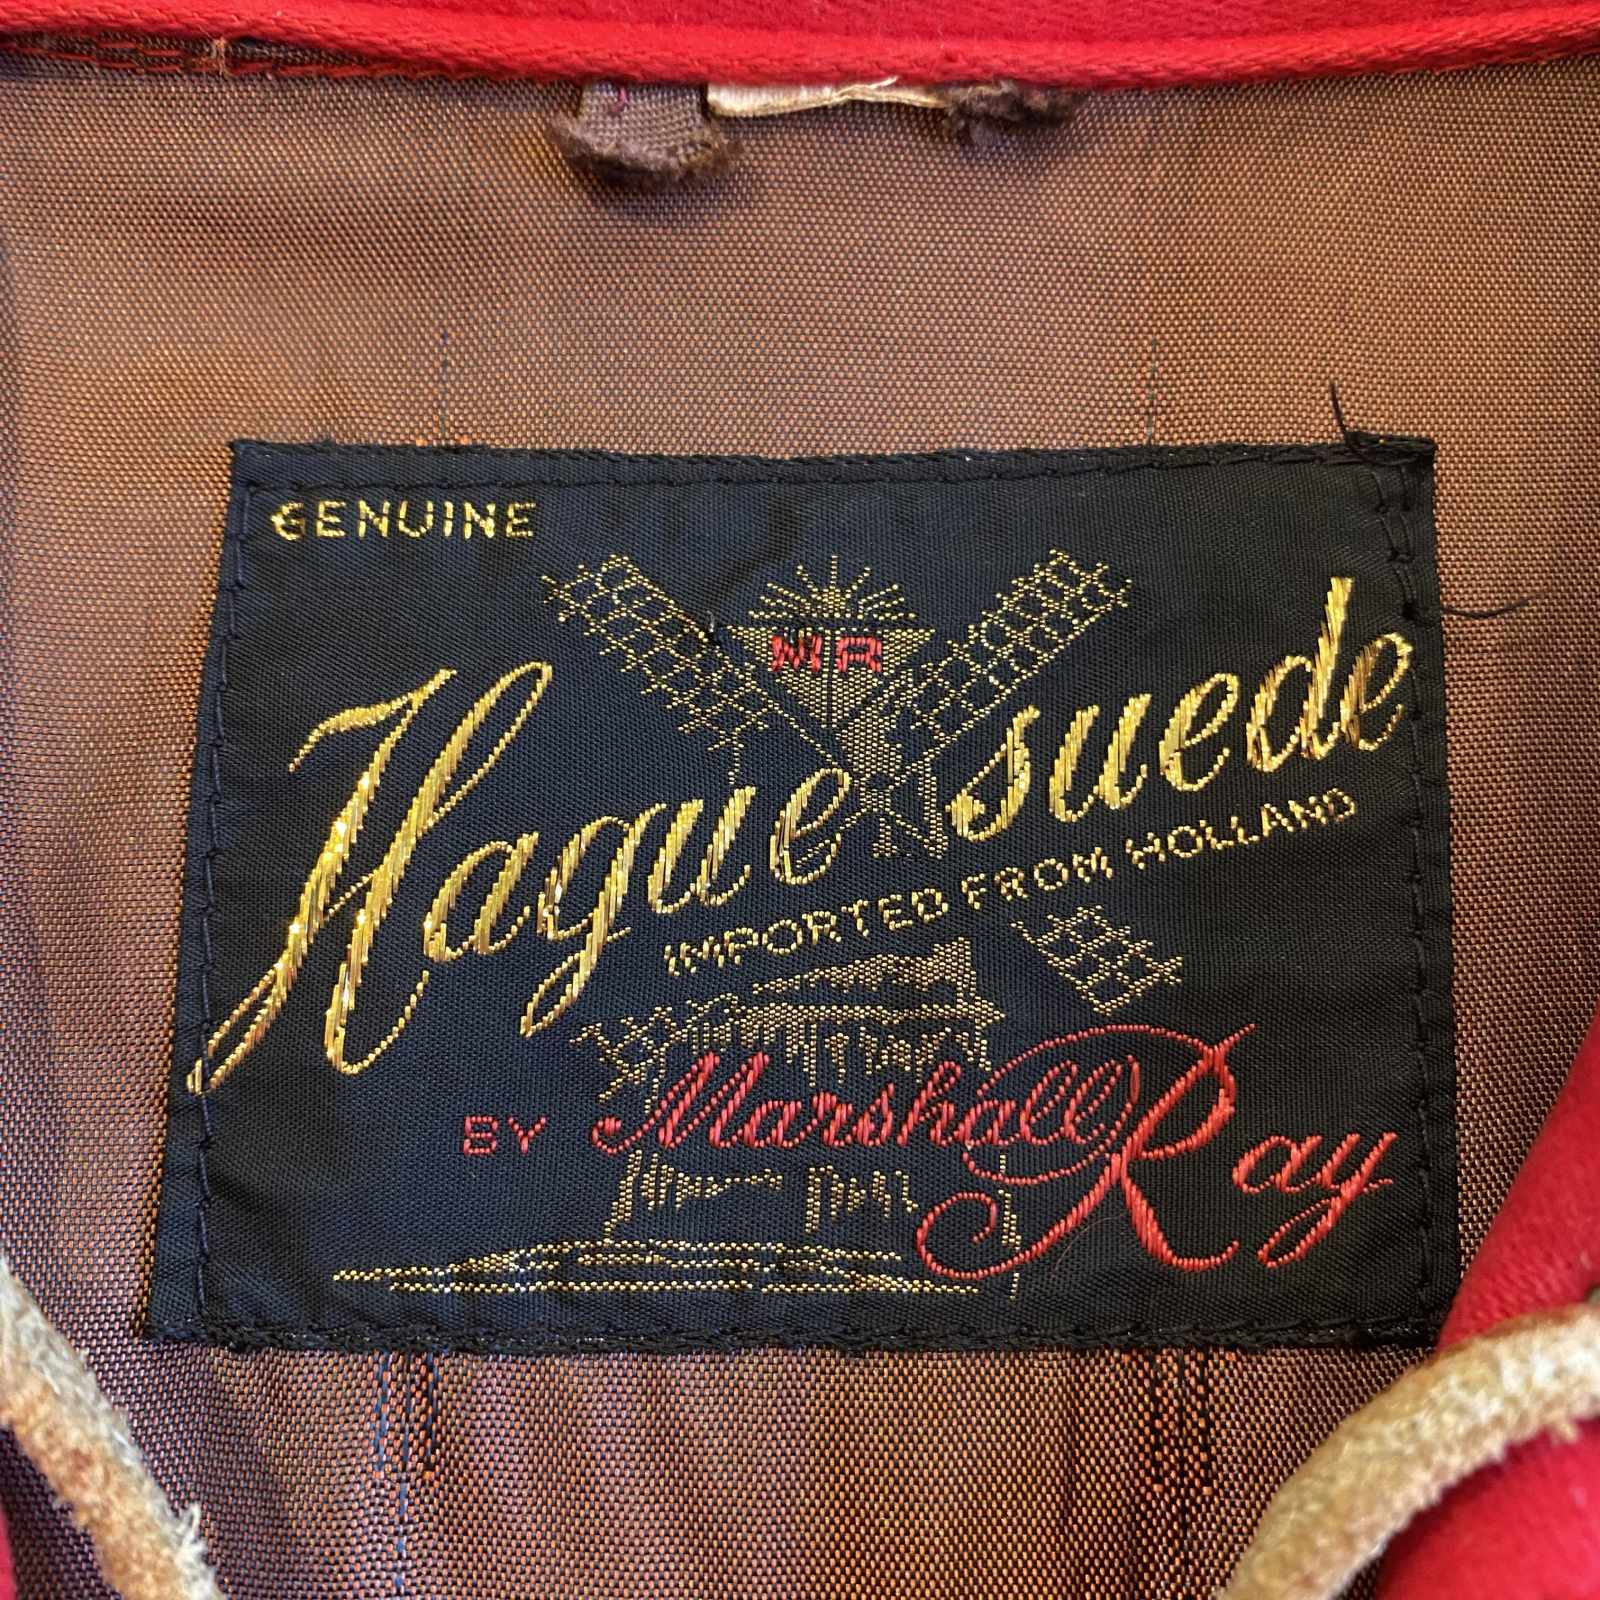 GENUINE
MR
Hague suede
IMPORTED FROM HOLLAND
BY Marshall Ray